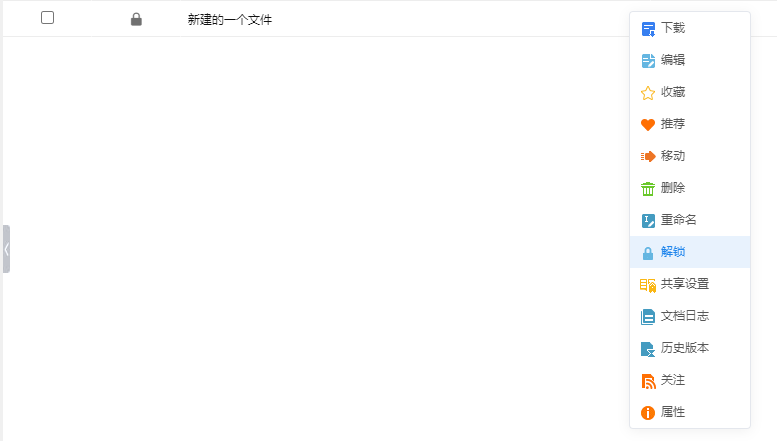 新建的一个文件
下载
编辑
收藏
推荐
移动
删除
重命名
解锁
共享设置
文档日志
历史版本
关注
属性